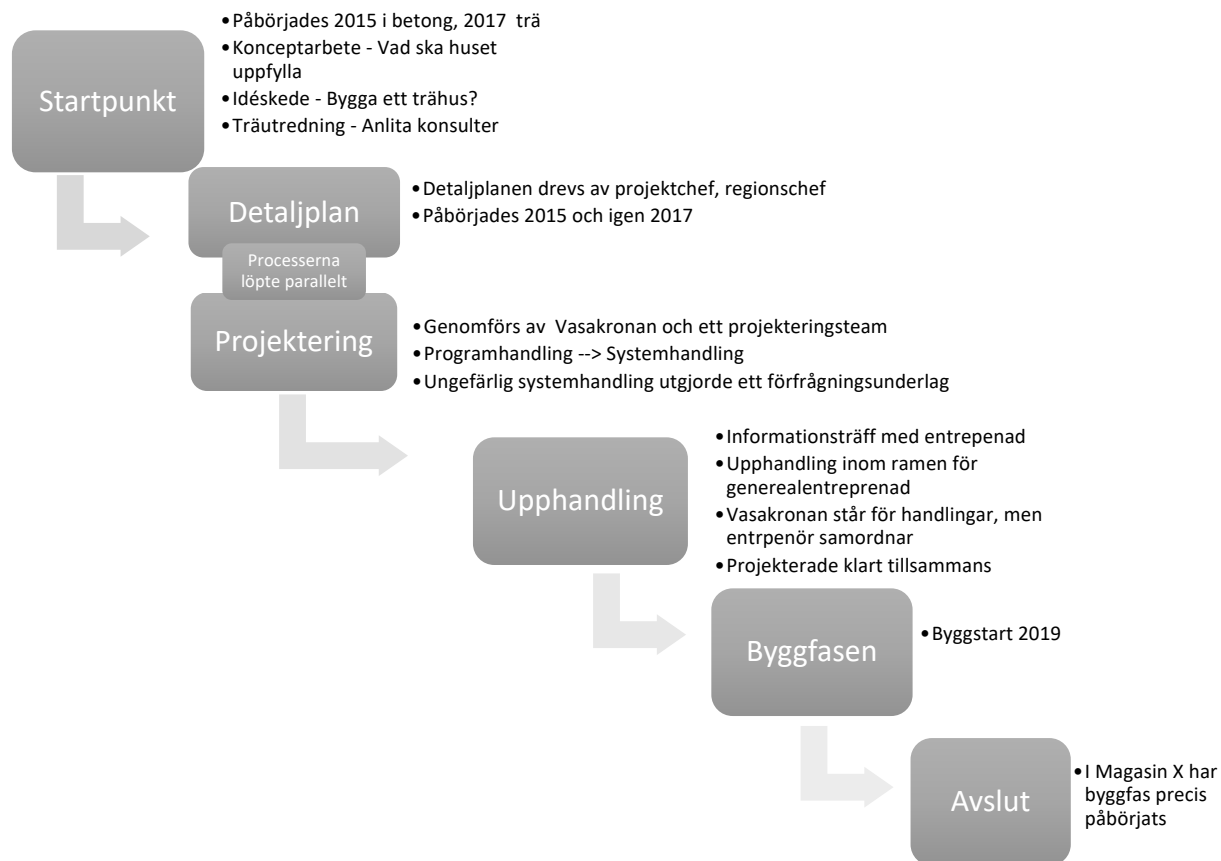 Startpunkt
•Påbörjades 2015 i betong, 2017 trä
•Konceptarbete - Vad ska huset
uppfylla
•Idéskede - Bygga ett trähus?
•Träutredning - Anlita konsulter
Detaljplan
•Detaljplanen drevs av projektchef, regionschef
•Påbörjades 2015 och igen 2017
Processerna
löpte parallelt
Projektering
•Genomförs av Vasakronan och ett projekteringsteam
•Programhandling --> Systemhandling
•Ungefärlig systemhandling utgjorde ett förfrågningsunderlag
Upphandling
•Informationsträff med entrepenad
•Upphandling inom ramen för
generealentreprenad
•Vasakronan står för handlingar, men
entrpenör samordnar
•Projekterade klart tillsammans
Byggfasen
•Byggstart 2019
Avslut
•I Magasin X har
byggfas precis
påbörjats